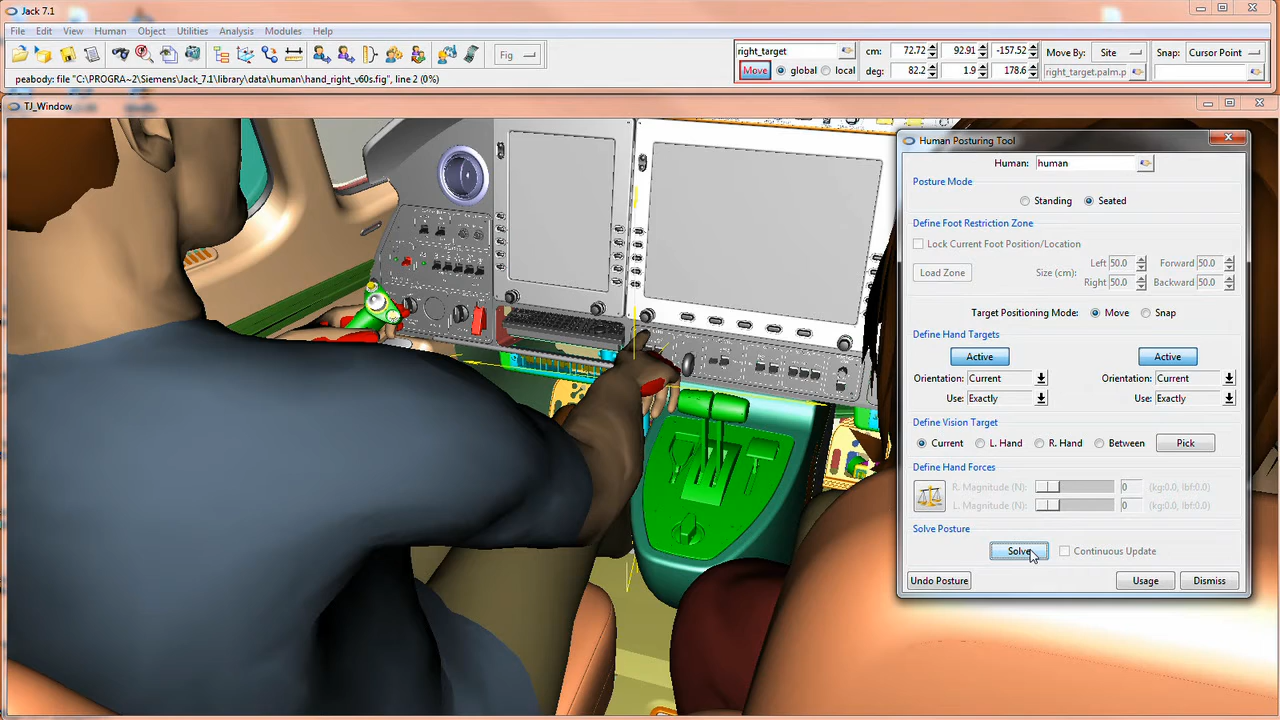 Jack 7.1
File Edit View Human Object Utilities Analysis Modules Help
Fig
right_target
cm: 72.72 92.91 -157.52
Move By: Site
Snap: Cursor Point
Move global local
deg: 82.2 1.9 178.6
right_target.palm.p
peabody: file "C:\PROGRA~2\Siemens\Jack_7.1\library\data\human\hand_right_v60s.fig", line 2 (0%)
TJ_Window
Human Posturing Tool
Human: human
Posture Mode
Standing Seated
Define Foot Restriction Zone
Lock Current Foot Position/Location
Load Zone
Size (cm):
Left 50.0 Forward 50.0
Right 50.0 Backward 50.0
Target Positioning Mode: Move Snap
Define Hand Targets
Active Active
Orientation: Current Orientation: Current
Use: Exactly Use: Exactly
Define Vision Target
Current L. Hand R. Hand Between Pick
Define Hand Forces
R. Magnitude (N): 0 (kg:0.0, lbf:0.0)
L. Magnitude (N): 0 (kg:0.0, lbf:0.0)
Solve Posture
Solve Continuous Update
Undo Posture Usage Dismiss